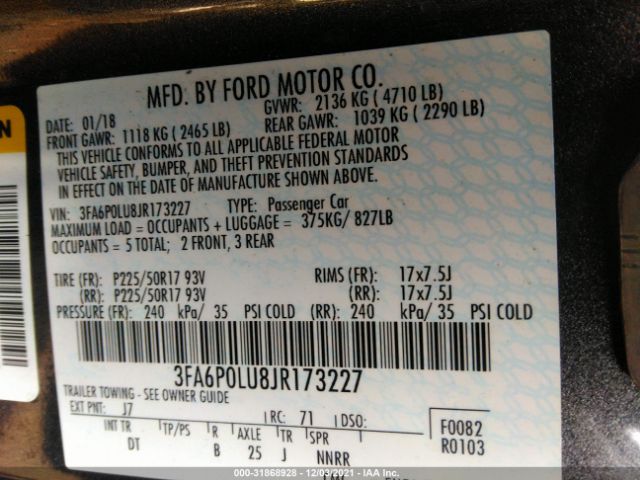 MFD. BY FORD MOTOR CO.
DATE: 01/18 GVWR: 2136 KG ( 4710 LB)
FRONT GAWR: 1118 KG ( 2465 LB) REAR GAWR: 1039 KG ( 2290 LB)
THIS VEHICLE CONFORMS TO ALL APPLICABLE FEDERAL MOTOR
VEHICLE SAFETY, BUMPER, AND THEFT PREVENTION STANDARDS
IN EFFECT ON THE DATE OF MANUFACTURE SHOWN ABOVE.
VIN: 3FA6P0LU8JR173227 TYPE: Passenger Car
MAXIMUM LOAD = OCCUPANTS + LUGGAGE = 375KG/ 827LB
OCCUPANTS = 5 TOTAL; 2 FRONT, 3 REAR
TIRE (FR): P225/50R17 93V RIMS (FR): 17x7.5J
(RR): P225/50R17 93V (RR): 17x7.5J
PRESSURE (FR): 240 kPa/ 35 PSI COLD (RR): 240 kPa/ 35 PSI COLD
3FA6P0LU8JR173227
TRAILER TOWING - SEE OWNER GUIDE
EXT PNT: J7 RC: 71 DSO: F0082
INT TR TP/PS R AXLE TR SPR R0103
DT B 25 J NNRR
000-31868928 - 12/03/2021 - IAA Inc.